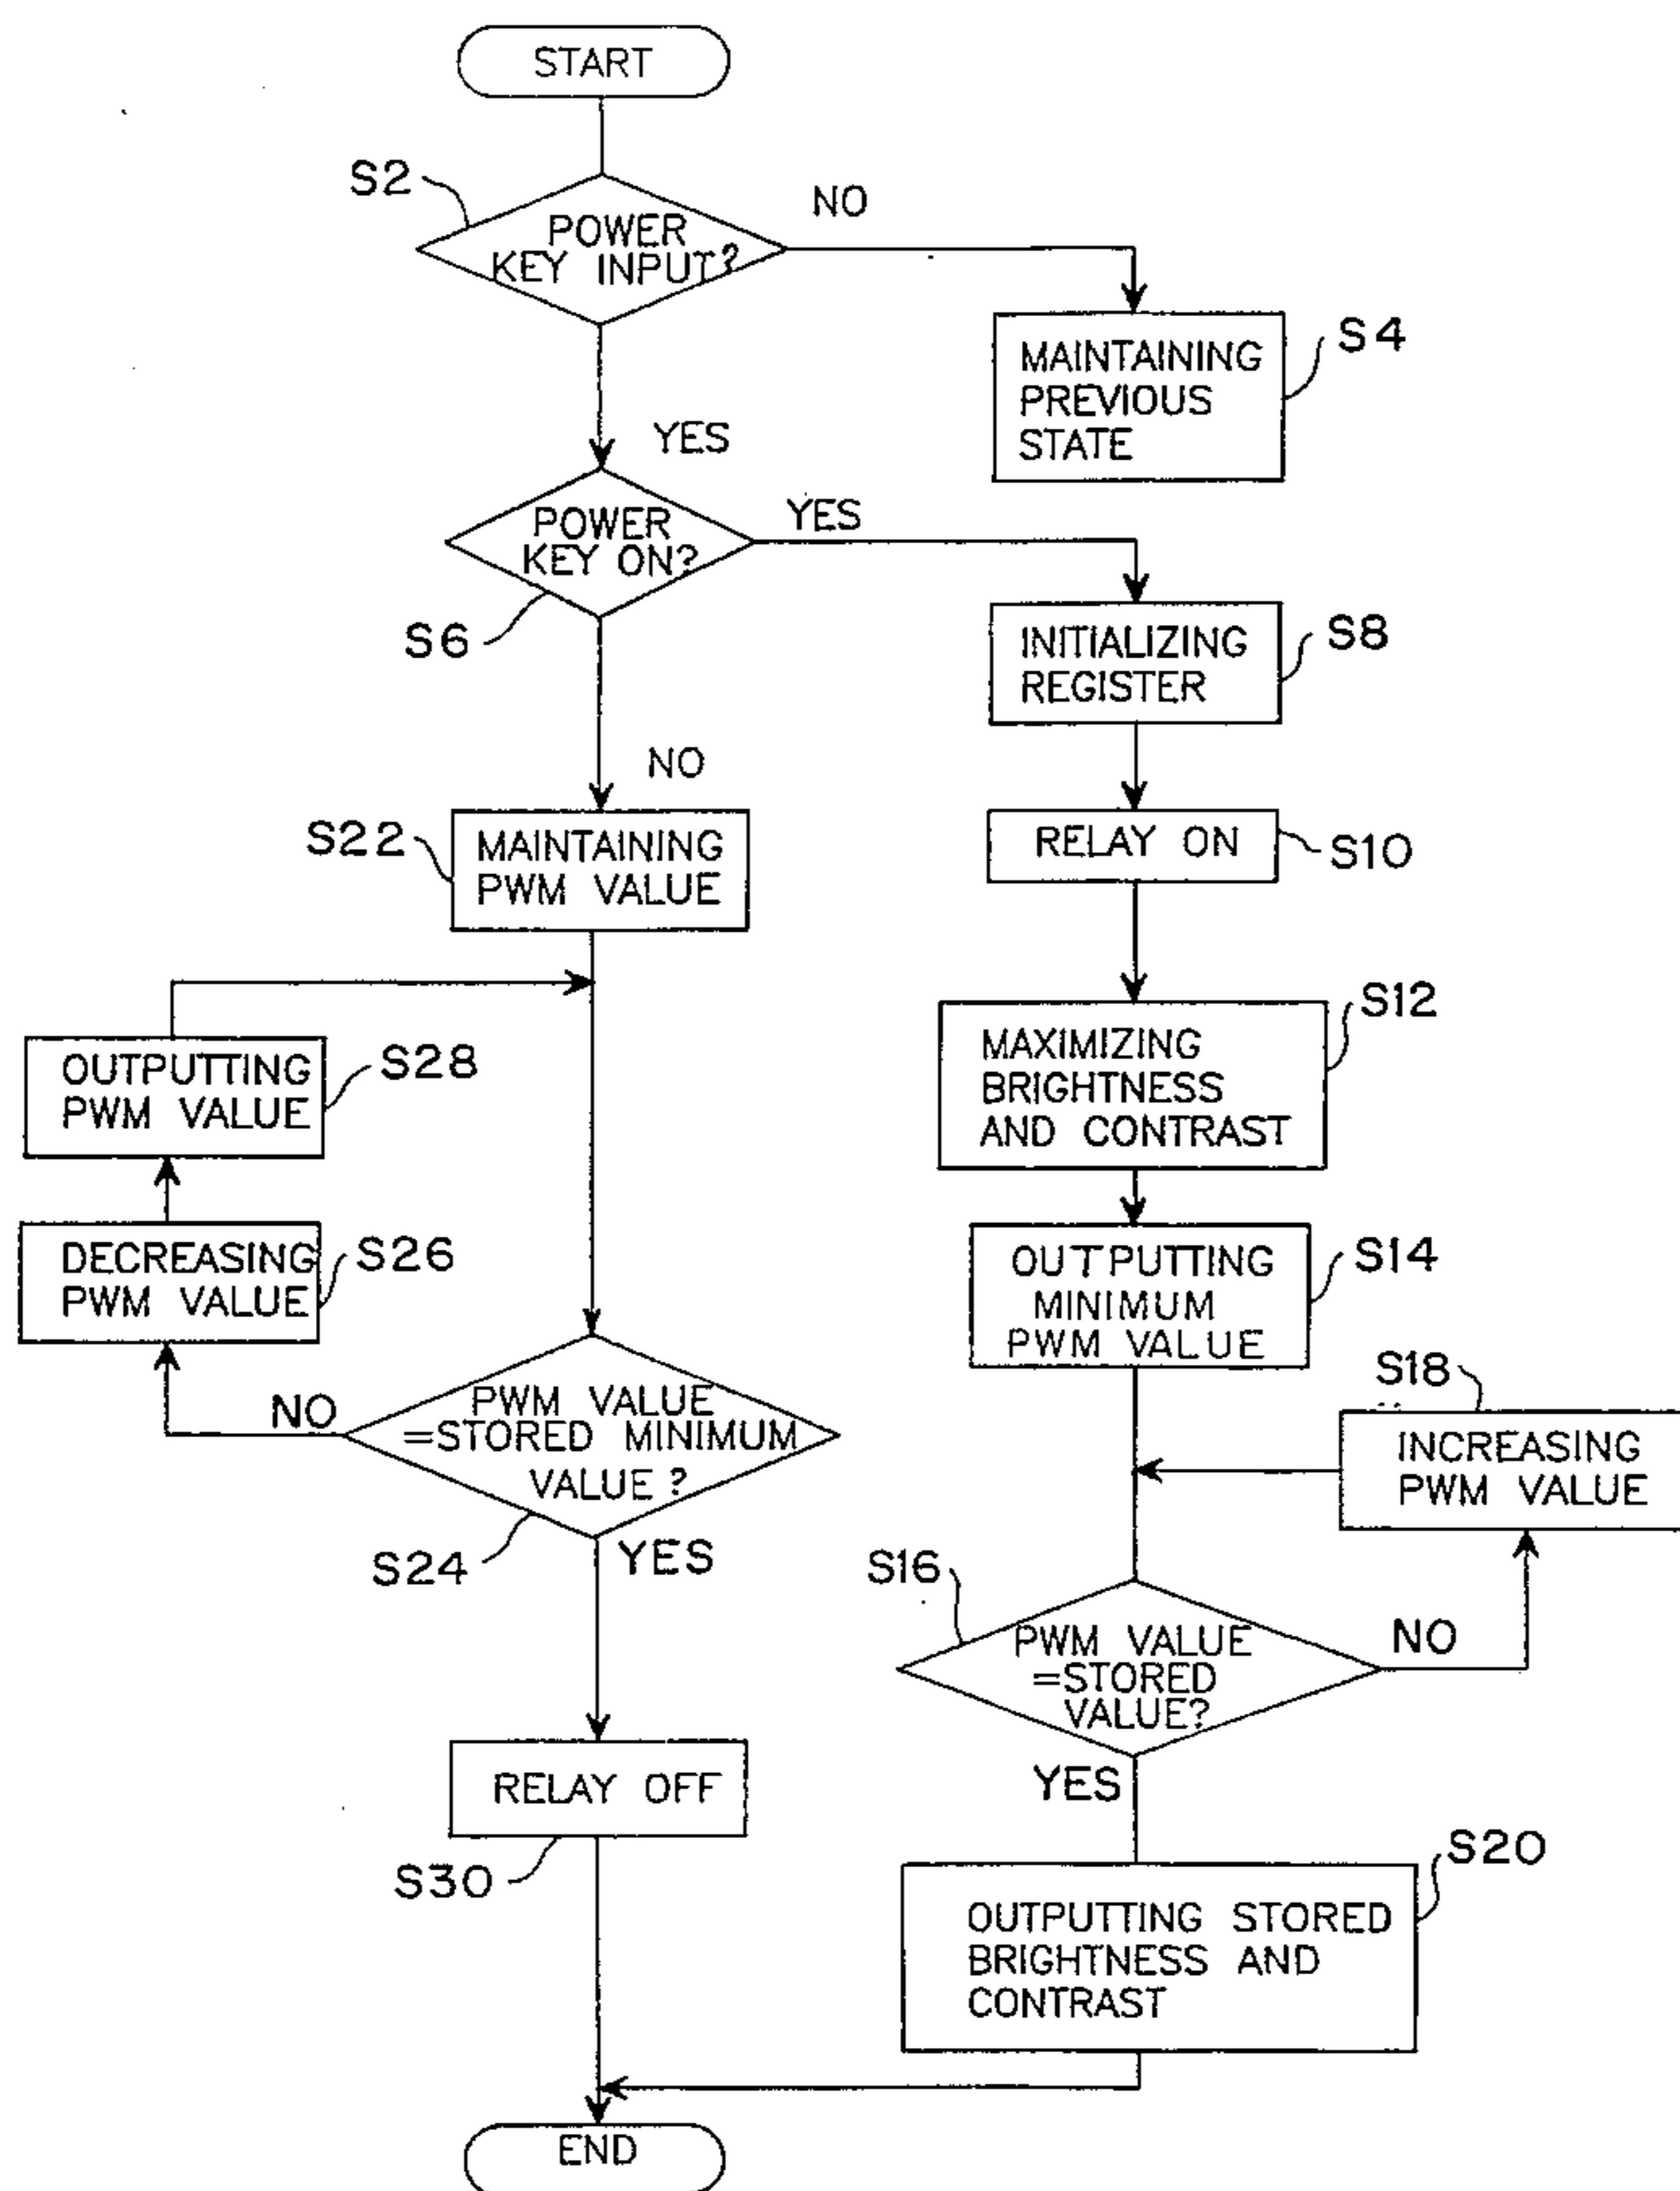 START
S2
NO
POWER
KEY INPUT?
S4
MAINTAINING
PREVIOUS
STATE
YES
YES
POWER
KEY ON?
S6
S8
INITIALIZING
REGISTER
NO
S22
MAINTAINING
PWM VALUE
RELAY ON
S10
S12
MAXIMIZING
BRIGHTNESS
AND CONTRAST
S28
OUTPUTTING
PWM VALUE
S26
DECREASING
PWM VALUE
S14
OUTPUTTING
MINIMUM
PWM VALUE
S18
INCREASING
PWM VALUE
NO
PWM VALUE
=STORED MINIMUM
VALUE ?
S24
YES
S16
PWM VALUE
=STORED
VALUE?
NO
YES
RELAY OFF
S30
S20
OUTPUTTING STORED
BRIGHTNESS AND
CONTRAST
END